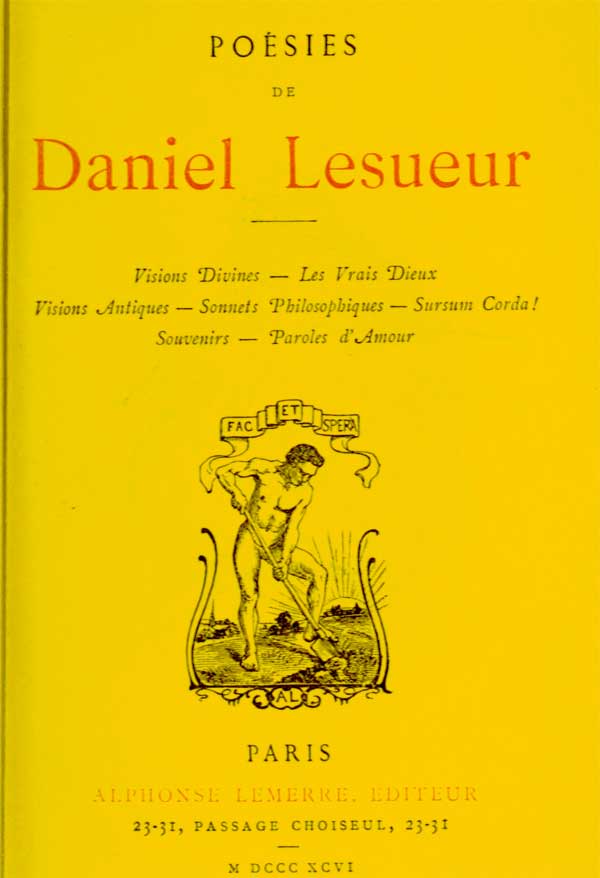 POÉSIES
DE
Daniel Lesueur
Visions Divines — Les Vrais Dieux
Visions Antiques — Sonnets Philosophiques — Sursum Corda!
Souvenirs — Paroles d'Amour
FAC ET SPERA
AL
PARIS
ALPHONSE LEMERRE, EDITEUR
23-31, PASSAGE CHOISEUL, 23-31
M DCCC XCVI